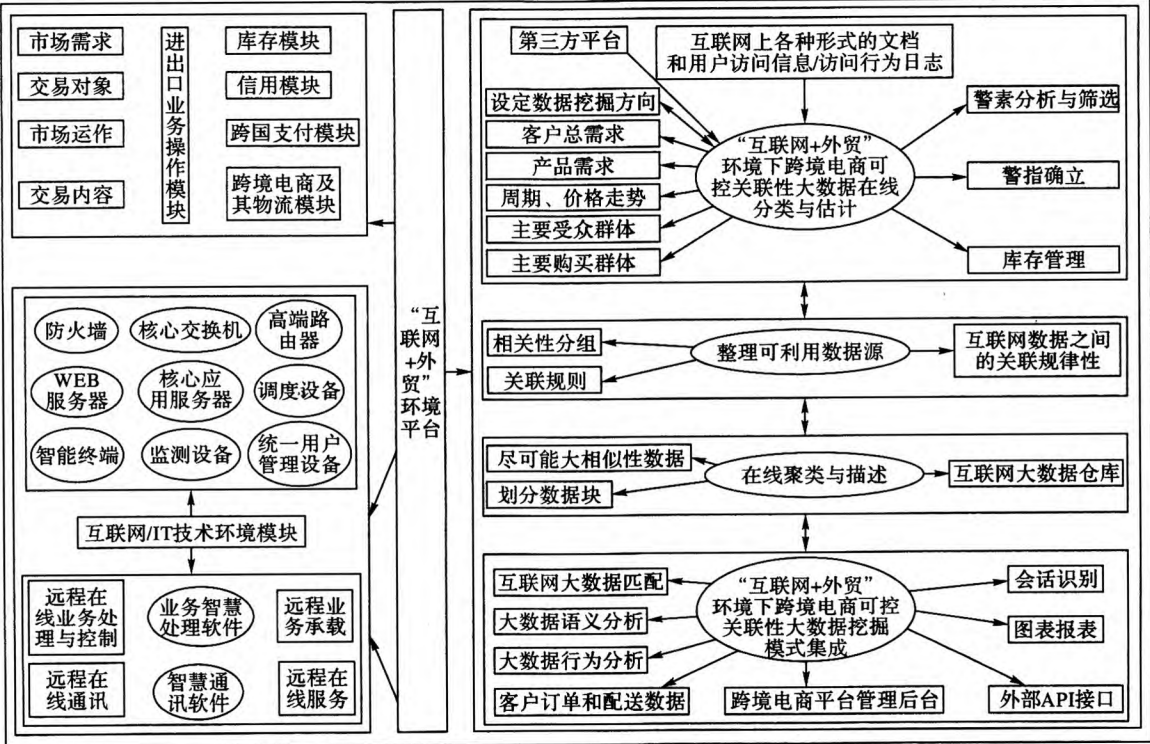 市场需求
交易对象
市场运作
交易内容
进出口业务操作模块
库存模块
信用模块
跨国支付模块
跨境电商及
其物流模块
防火墙
核心交换机
高端路
由器
WEB
服务器
核心应
用服务器
调度设备
智能终端
监测设备
统一用户
管理设备
互联网/IT技术环境模块
远程在
线业务处
理与控制
业务智慧
处理软件
远程业
务承载
远程在
线通讯
智慧通
讯软件
远程在
线服务
“互
联网
+外
贸”
环境
平台
第三方平台
互联网上各种形式的文档
和用户访问信息/访问行为日志
设定数据挖掘方向
客户总需求
产品需求
周期、价格走势
主要受众群体
主要购买群体
“互联网+外贸”
环境下跨境电商可
控关联性大数据在线
分类与估计
警素分析与筛选
警指确立
库存管理
相关性分组
关联规则
整理可利用数据源
互联网数据之间
的关联规律性
尽可能大相似性数据
划分数据块
在线聚类与描述
互联网大数据仓库
互联网大数据匹配
大数据语义分析
大数据行为分析
客户订单和配送数据
“互联网+外贸”
环境下跨境电商可控
关联性大数据挖掘
模式集成
跨境电商平台管理后台
会话识别
图表报表
外部API接口